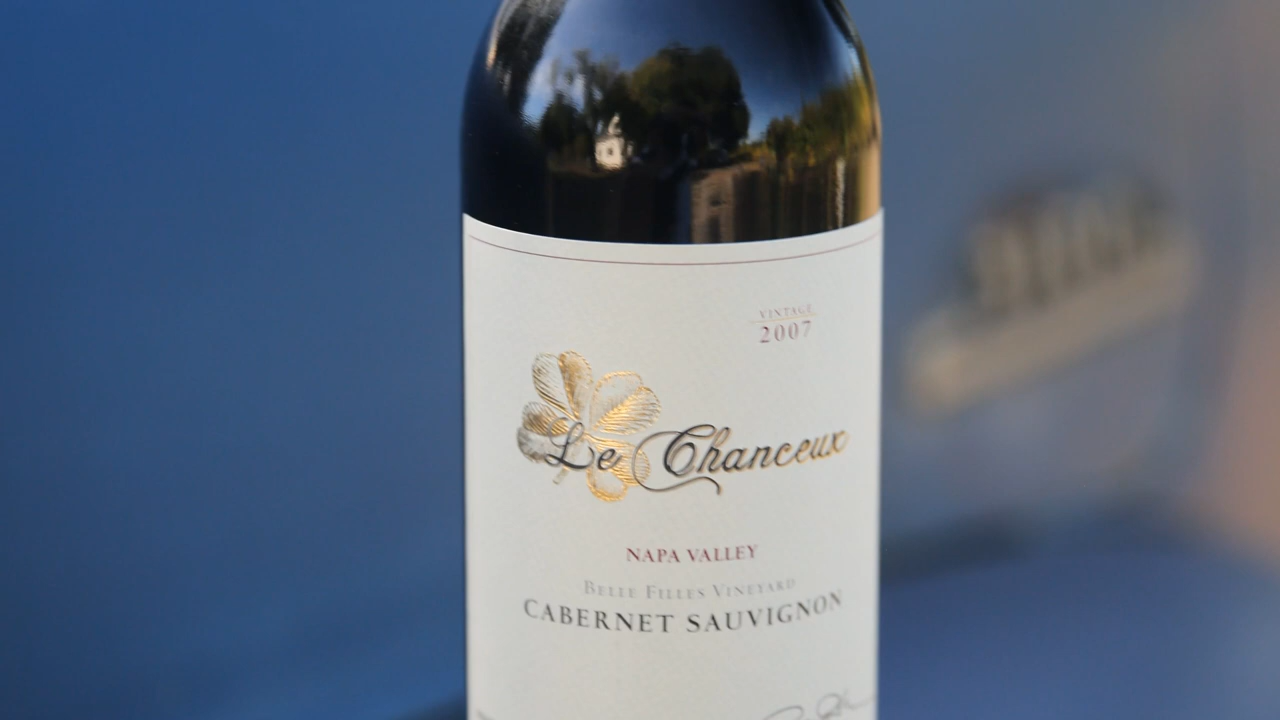 VINTAGE
2007
Le Chanceux
NAPA VALLEY
BELLE FILLES VINEYARD
CABERNET SAUVIGNON